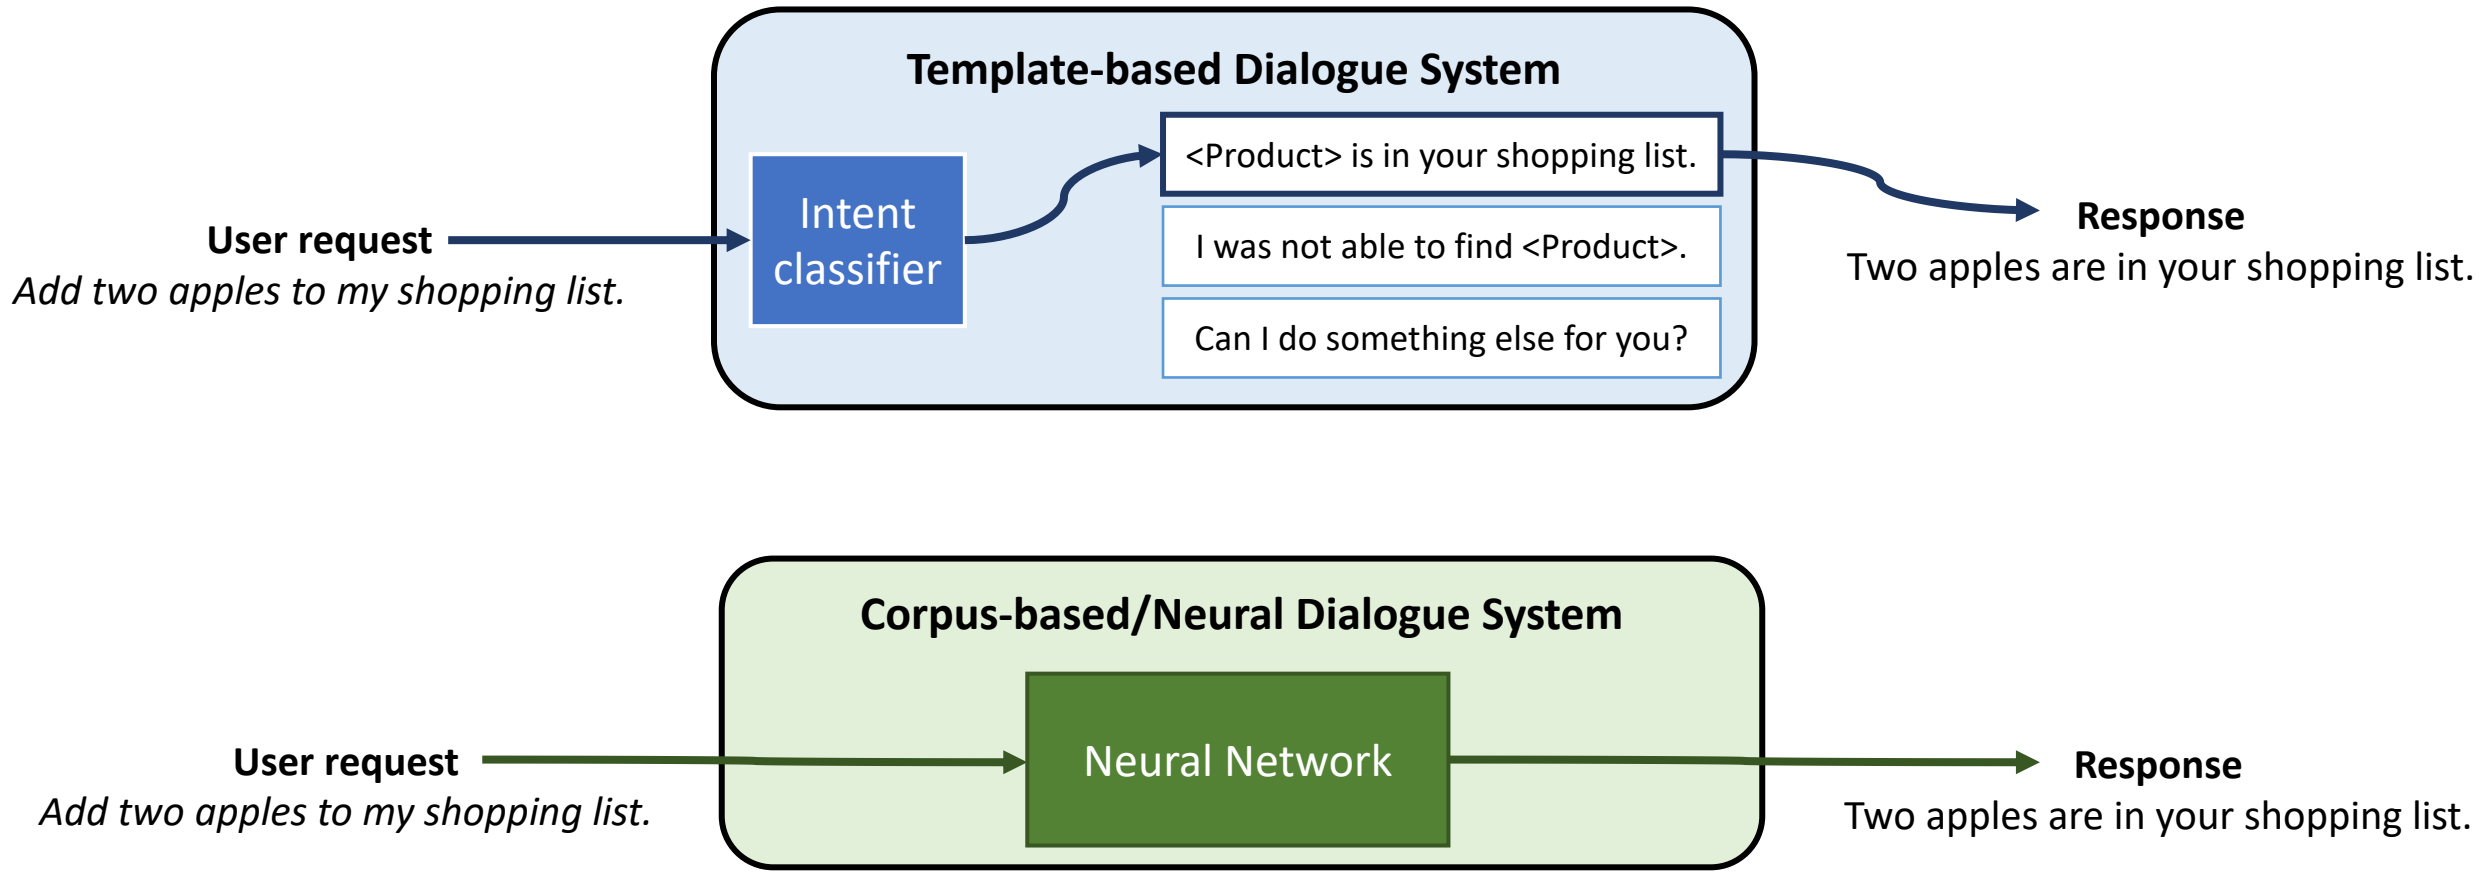 Template-based Dialogue System
User request
Add two apples to my shopping list.
Intent
classifier
<Product> is in your shopping list.
I was not able to find <Product>.
Can I do something else for you?
Response
Two apples are in your shopping list.
Corpus-based/Neural Dialogue System
User request
Add two apples to my shopping list.
Neural Network
Response
Two apples are in your shopping list.